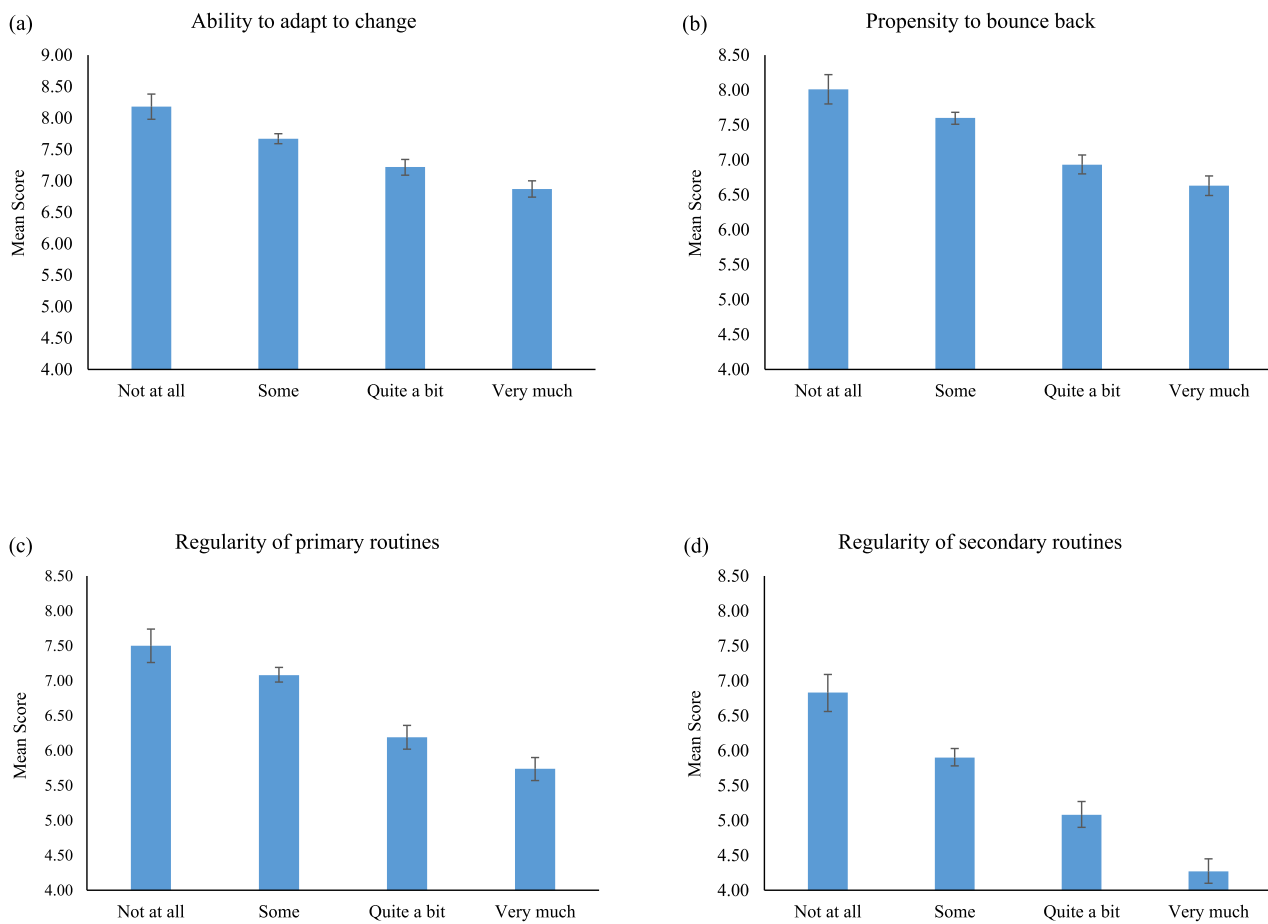 (a)
Ability to adapt to change
Mean Score
9.00
8.50
8.00
7.50
7.00
6.50
6.00
5.50
5.00
4.50
4.00
Not at all
Some
Quite a bit
Very much
(b)
Propensity to bounce back
Mean Score
8.50
8.00
7.50
7.00
6.50
6.00
5.50
5.00
4.50
4.00
Not at all
Some
Quite a bit
Very much
(c)
Regularity of primary routines
Mean Score
8.50
8.00
7.50
7.00
6.50
6.00
5.50
5.00
4.50
4.00
Not at all
Some
Quite a bit
Very much
(d)
Regularity of secondary routines
Mean Score
8.50
8.00
7.50
7.00
6.50
6.00
5.50
5.00
4.50
4.00
Not at all
Some
Quite a bit
Very much